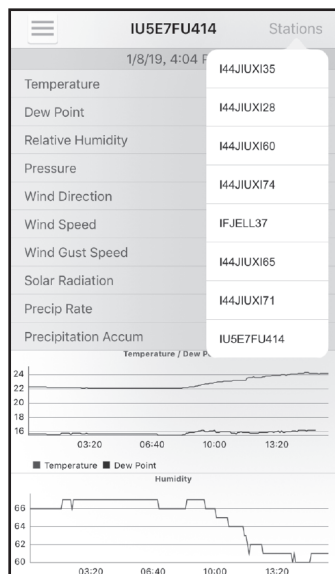 IU5E7FU414 Stations
1/8/19, 4:04 P
Temperature
Dew Point
Relative Humidity
Pressure
Wind Direction
Wind Speed
Wind Gust Speed
Solar Radiation
Precip Rate
Precipitation Accum
I44JIUXI35
I44JIUXI28
I44JIUXI60
I44JIUXI74
IFJELL37
I44JIUXI65
I44JIUXI71
IU5E7FU414
Temperature / Dew P
24
22
20
18
16
03:20 06:40 10:00 13:20
Temperature Dew Point
Humidity
66
64
62
60
03:20 06:40 10:00 13:20